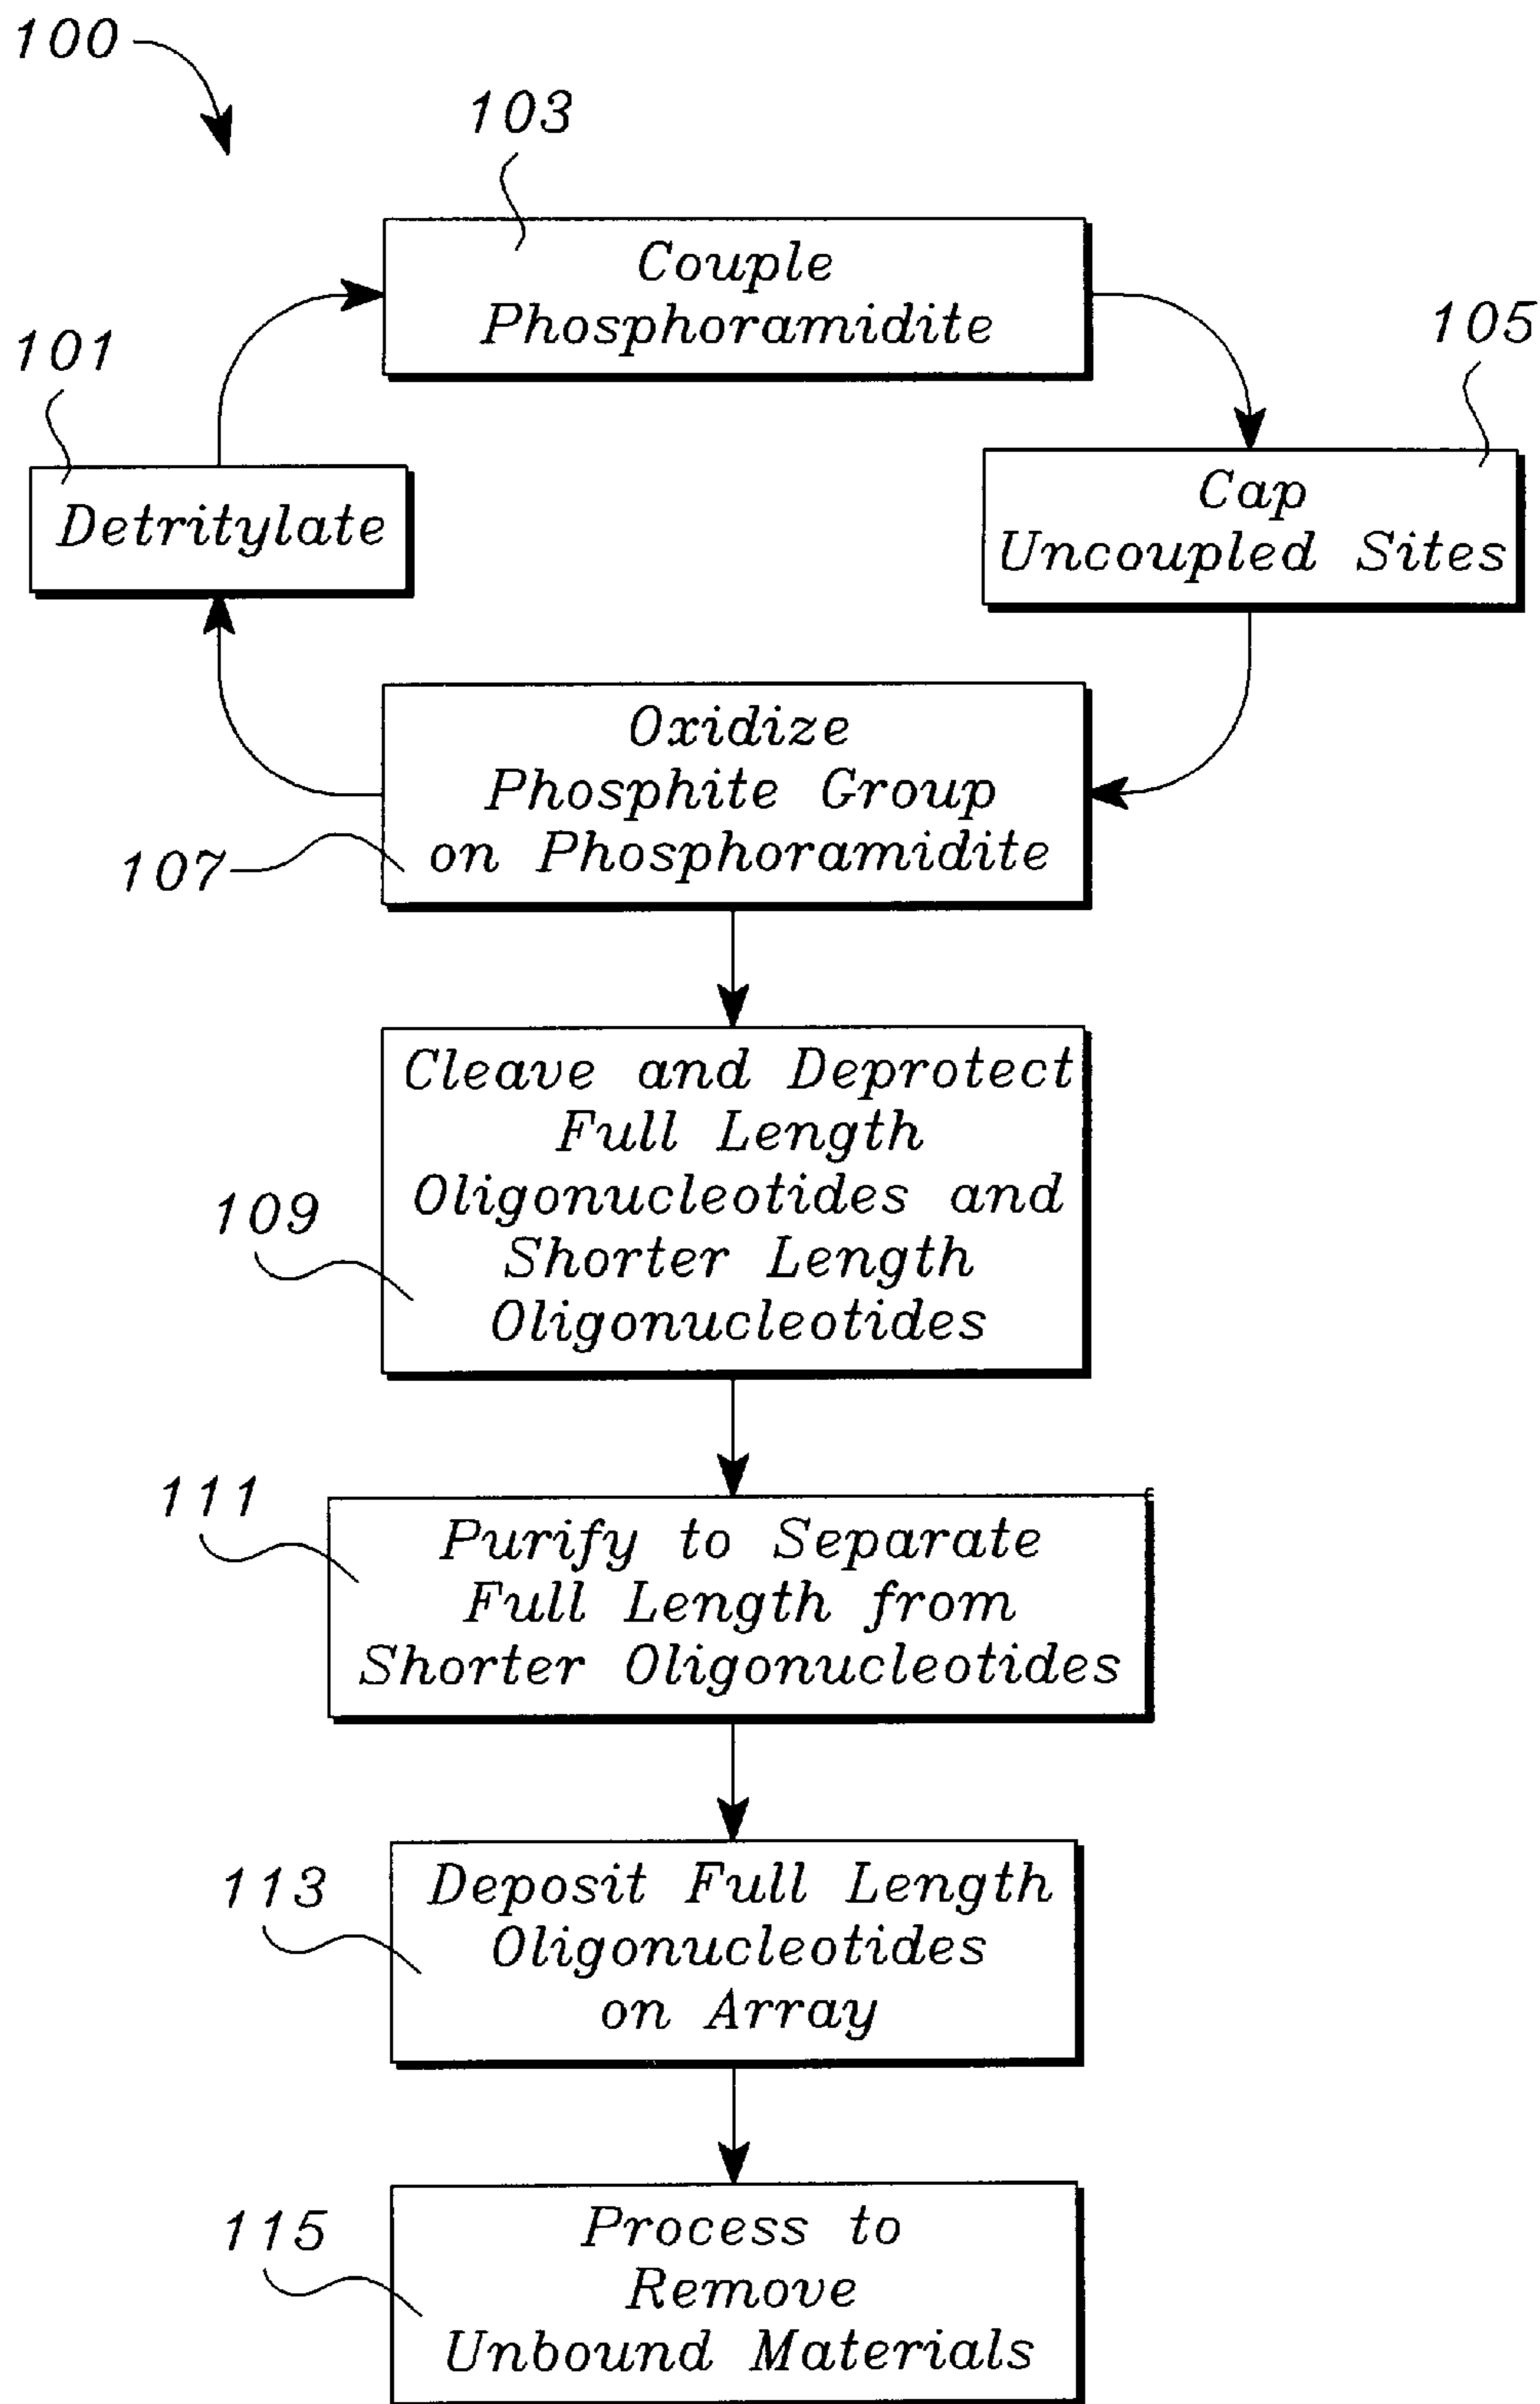 100
103
Couple
Phosphoramidite
101
105
Detritylate
Cap
Uncoupled Sites
Oxidize
Phosphite Group
on Phosphoramidite
107
Cleave and Deprotect
Full Length
Oligonucleotides and
Shorter Length
Oligonucleotides
109
111
Purify to Separate
Full Length from
Shorter Oligonucleotides
113
Deposit Full Length
Oligonucleotides
on Array
115
Process to
Remove
Unbound Materials